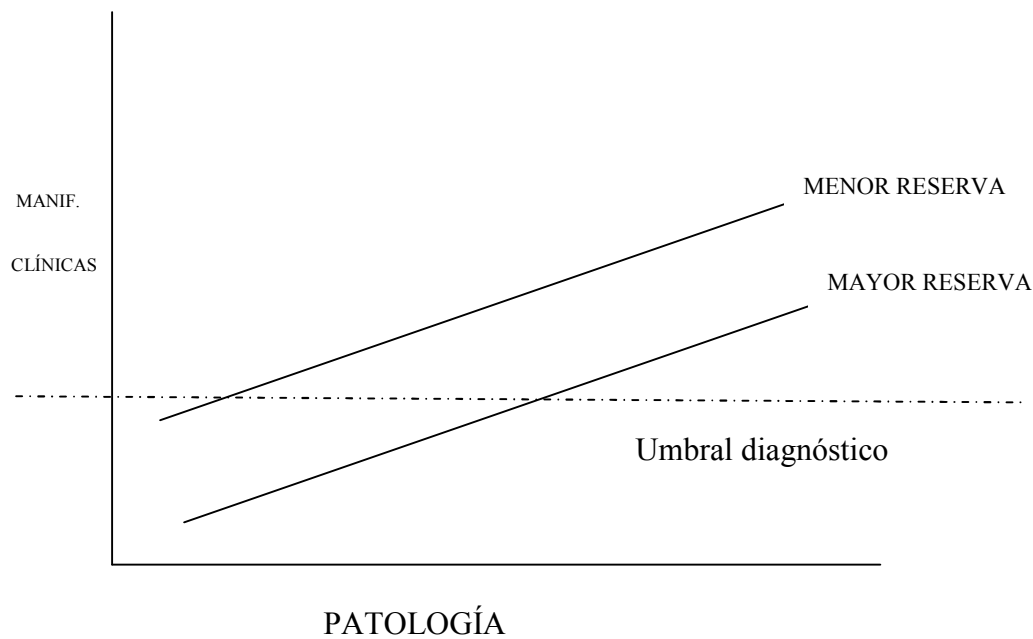 MENOR RESERVA
MANIF.
CLÍNICAS
MAYOR RESERVA
Umbral diagnóstico
PATOLOGÍA